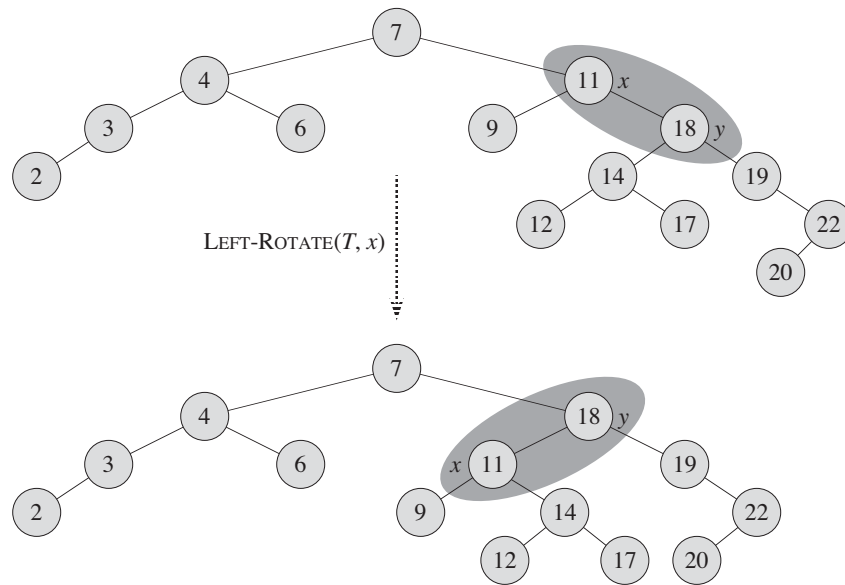 7
4 11 x
3 6 9 18 y
2 14 19
12 17 22
LEFT-ROTATE(T, x)
20
7
4 18 y
3 6 x 11 19
2 9 14 22
12 17 20